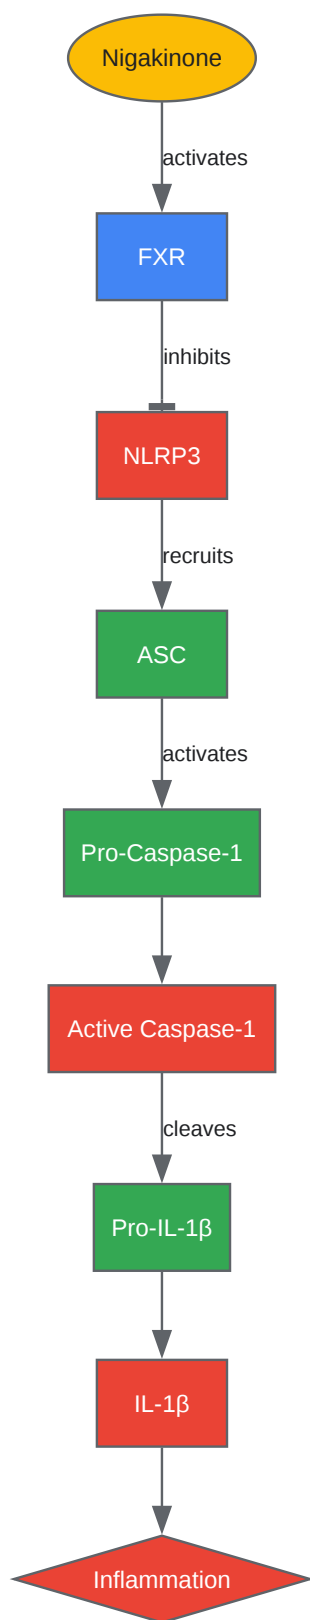 Nigakinone
activates
FXR
inhibits
NLRP3
recruits
ASC
activates
Pro-Caspase-1
Active Caspase-1
cleaves
Pro-IL-1β
IL-1β
Inflammation